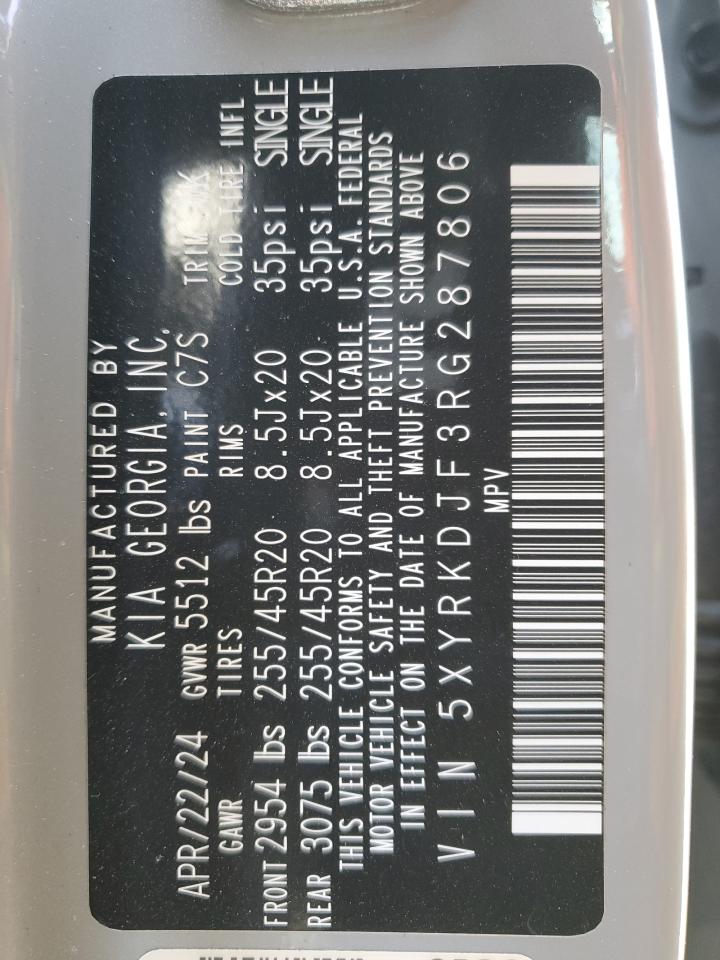 MANUFACTURED BY
KIA GEORGIA, INC.
APR/22/24 GVWR 5512 lbs PAINT C7S TRIM
GAWR TIRES RIMS COLD TIRE INFL
FRONT 2954 lbs 255/45R20 8.5Jx20 35psi SINGLE
REAR 3075 lbs 255/45R20 8.5Jx20 35psi SINGLE
THIS VEHICLE CONFORMS TO ALL APPLICABLE U.S.A. FEDERAL
MOTOR VEHICLE SAFETY AND THEFT PREVENTION STANDARDS
IN EFFECT ON THE DATE OF MANUFACTURE SHOWN ABOVE
VIN 5XYRKDJF3RG287806
MPV